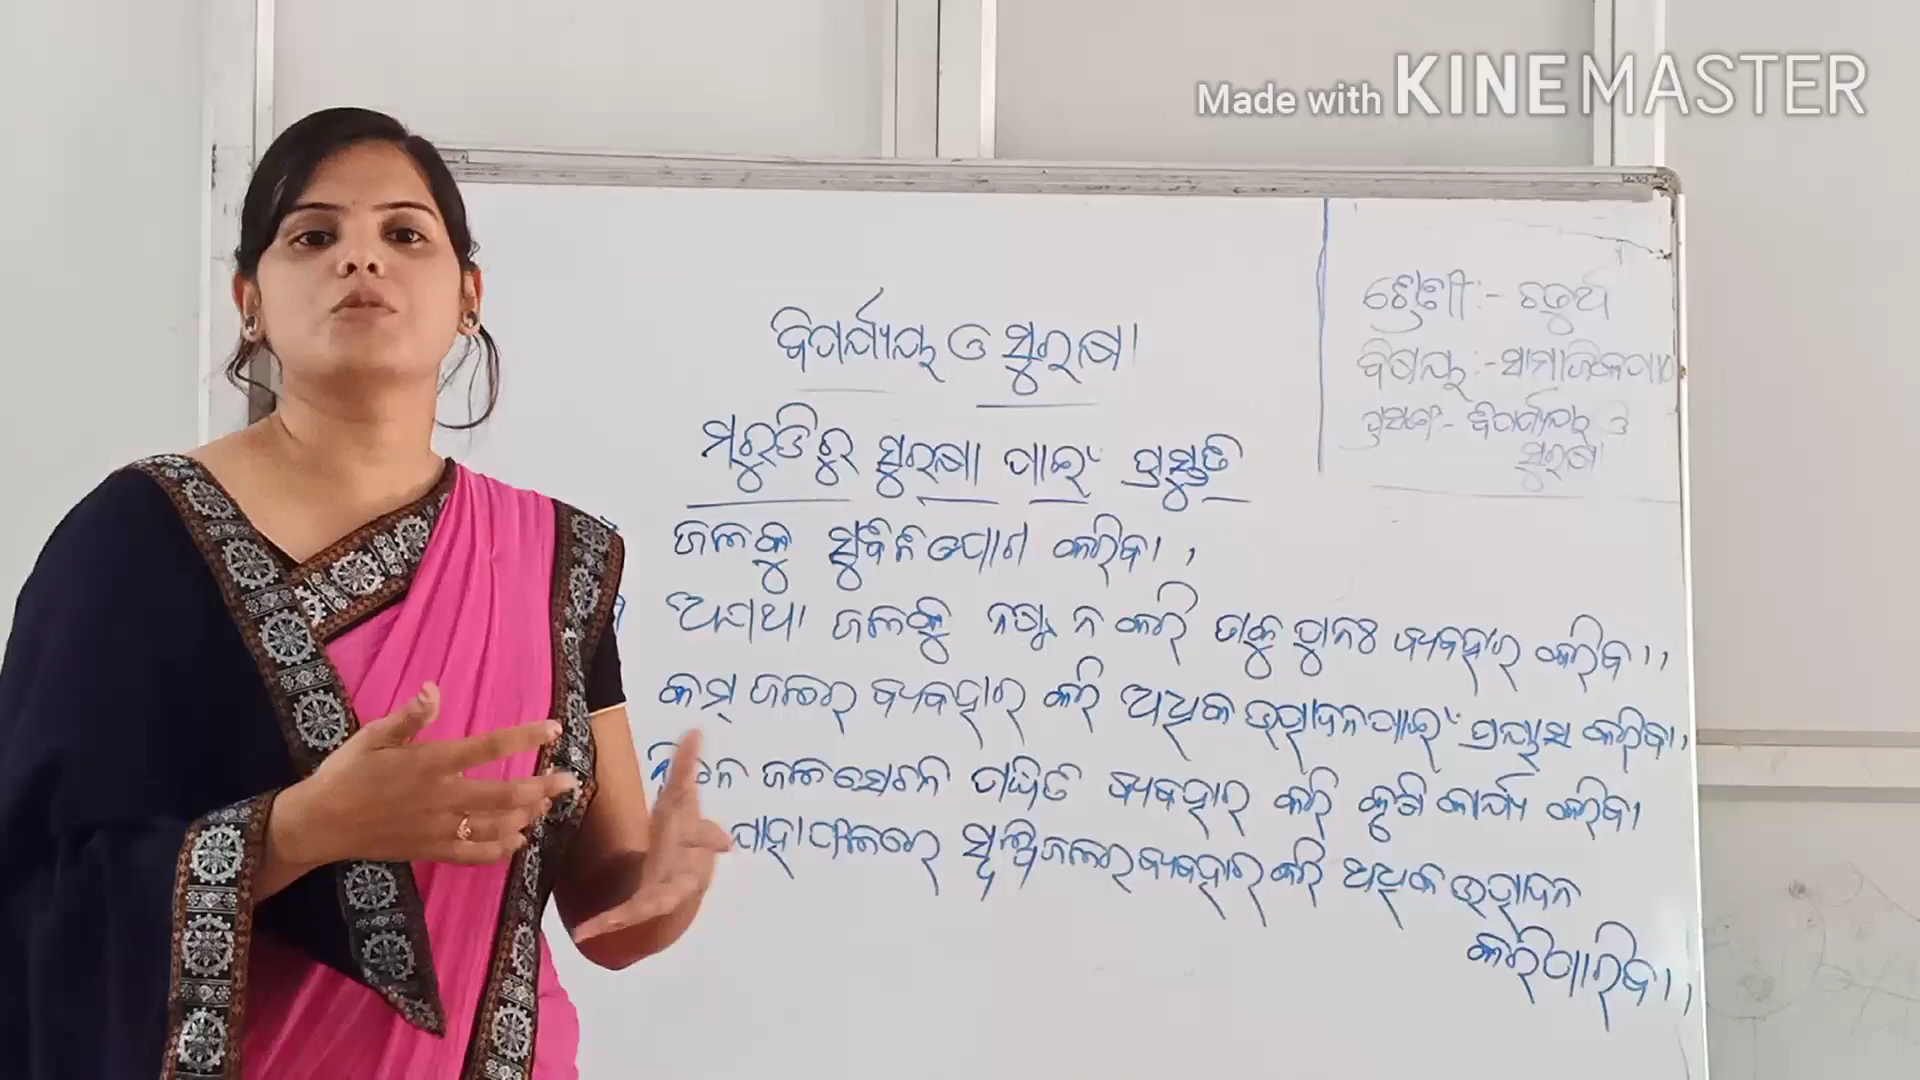 Made with KINEMASTER
ବିପର୍ଯ୍ୟୟ ଓ ସୁରକ୍ଷା
ମରୁଡିରୁ ସୁରକ୍ଷା ପାଇଁ ପ୍ରସ୍ତୁତି
ଜଳକୁ ସୁବିନିଯୋଗ କରିବା ।
ଅଯଥା ଜଳକୁ ନଷ୍ଟ ନ କରି ତାକୁ ପୁନଃ ବ୍ୟବହାର କରିବା ।
କମ୍ ଜଳରେ ବ୍ୟବହାର କରି ଅଧିକ ଉତ୍ପାଦନ ପାଇଁ ପ୍ରୟାସ କରିବା ।
ଜଳସେଚନ ପଦ୍ଧତି ବ୍ୟବହାର କରି କୃଷି କାର୍ଯ୍ୟ କରିବା
ଯାହାଫଳରେ ସ୍ୱଳ୍ପ ଜଳର ବ୍ୟବହାର କରି ଅଧିକ ଉତ୍ପାଦନ
କରିପାରିବା ।
ଶ୍ରେଣୀ :- ଚତୁର୍ଥ
ବିଷୟ :- ସାମାଜିକପାଠ
ପ୍ରସଙ୍ଗ :- ବିପର୍ଯ୍ୟୟ ଓ
ସୁରକ୍ଷା